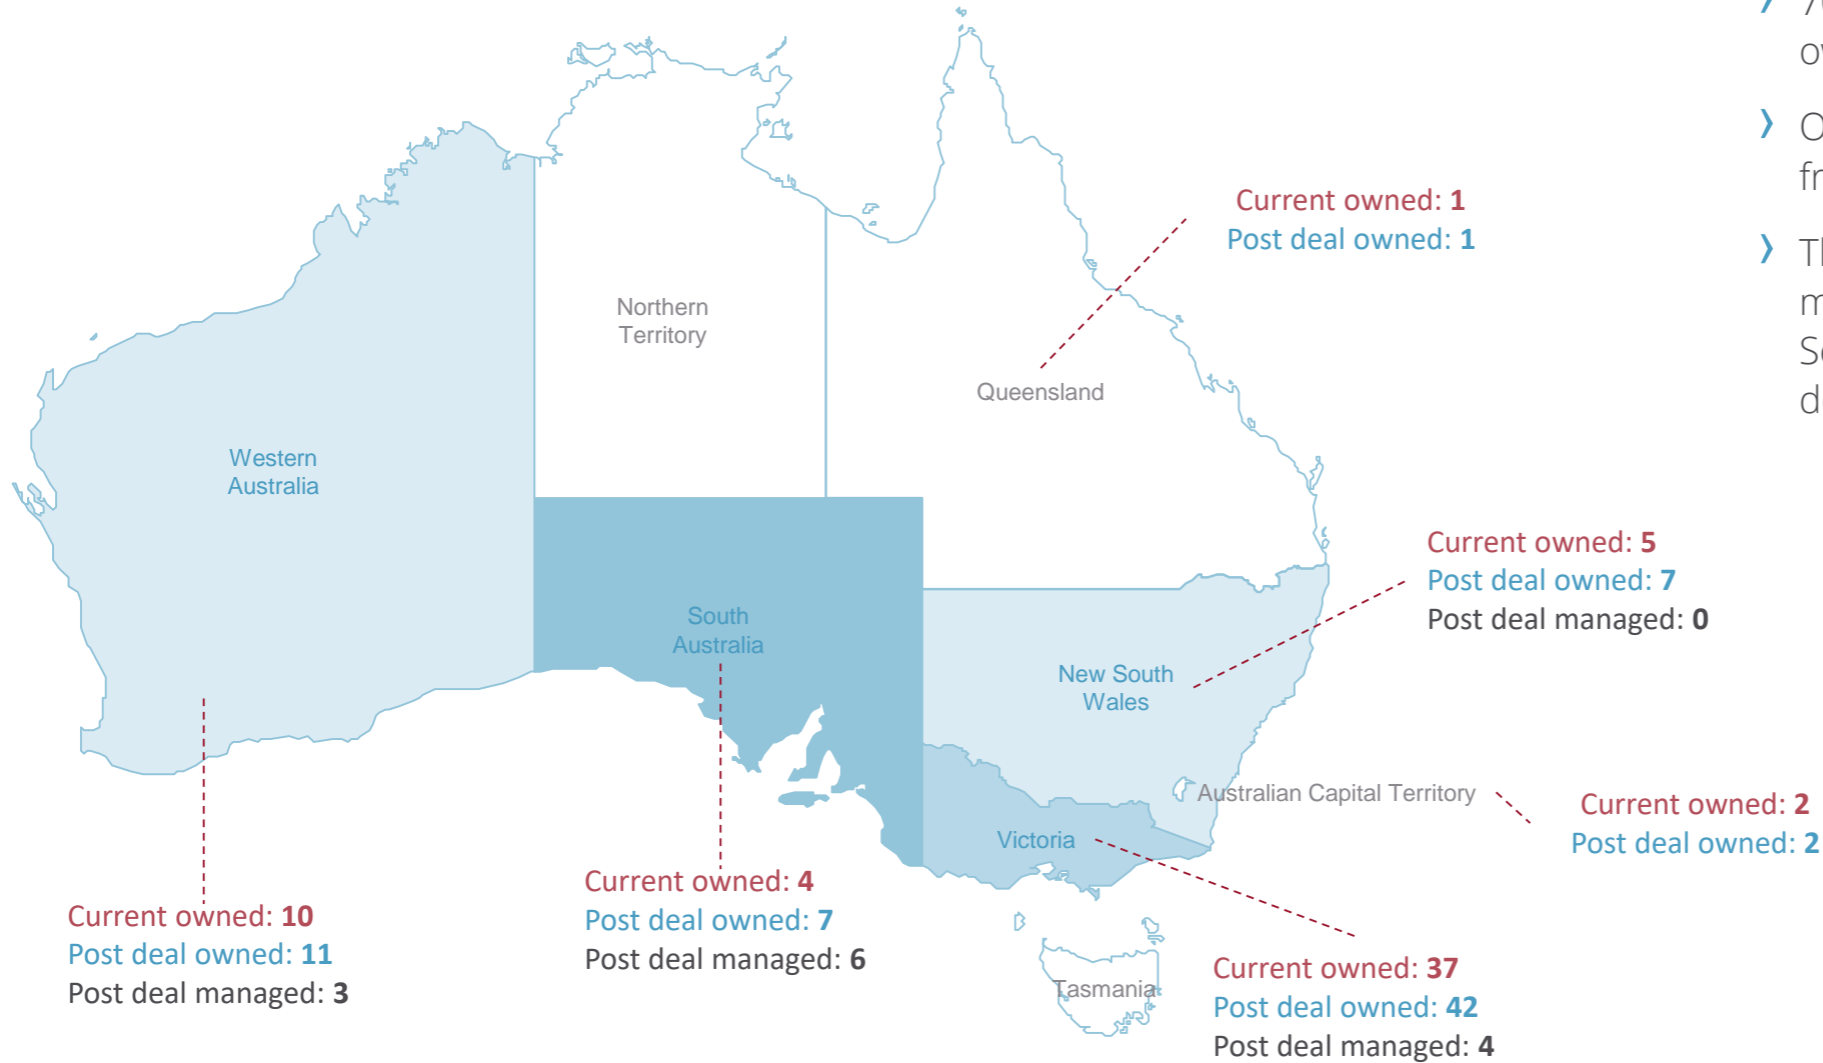 Northern
Territory
Queensland
Western
Australia
South
Australia
New South
Wales
Australian Capital Territory
Victoria
Tasmania
Current owned: 1
Post deal owned: 1
Current owned: 5
Post deal owned: 7
Post deal managed: 0
Current owned: 2
Post deal owned: 2
Current owned: 4
Post deal owned: 7
Post deal managed: 6
Current owned: 10
Post deal owned: 11
Post deal managed: 3
Current owned: 37
Post deal owned: 42
Post deal managed: 4